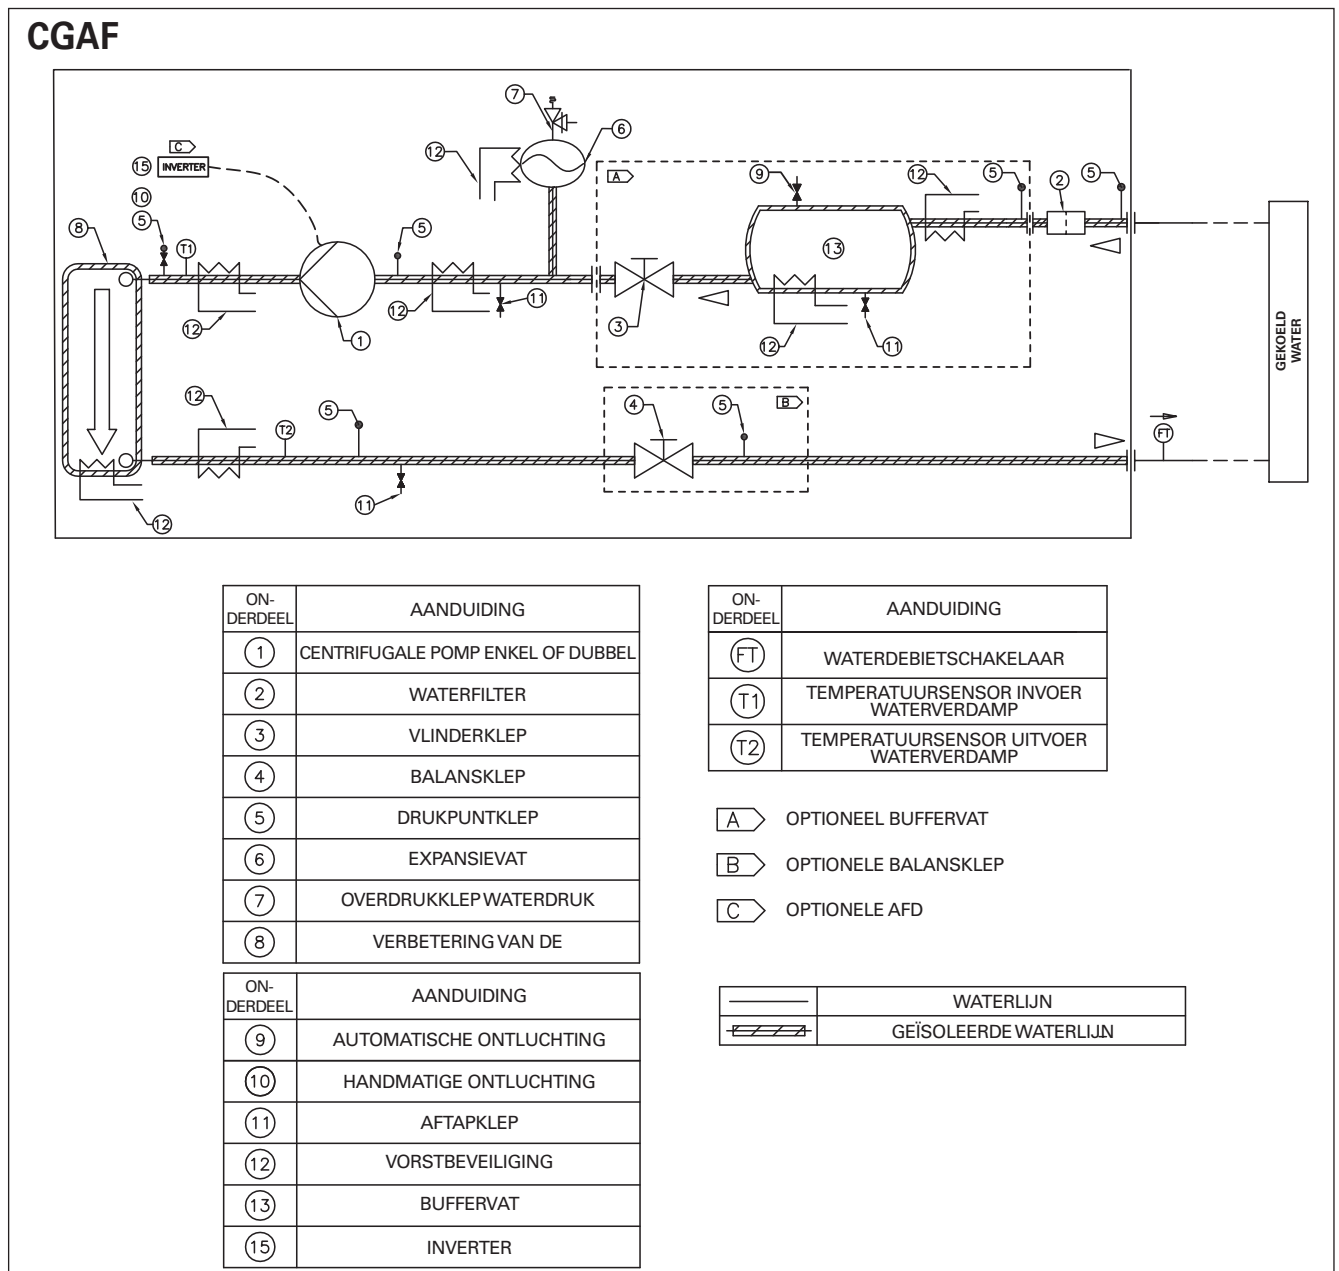 CGAF
7
6
12
C
15
INVERTER
10
A
9
12
5
2
5
8
5
T1
5
13
12
12
11
3
12
11
1
GEKOELD
WATER
12
5
4
5
B
T2
FT
11
12
ON-
DERDEEL
AANDUIDING
1
CENTRIFUGALE POMP ENKEL OF DUBBEL
2
WATERFILTER
3
VLINDERKLEP
4
BALANSKLEP
5
DRUKPUNTKLEP
6
EXPANSIEVAT
7
OVERDRUKKLEP WATERDRUK
8
VERBETERING VAN DE
ON-
DERDEEL
AANDUIDING
9
AUTOMATISCHE ONTLUCHTING
10
HANDMATIGE ONTLUCHTING
11
AFTAPKLEP
12
VORSTBEVEILIGING
13
BUFFERVAT
15
INVERTER
ON-
DERDEEL
AANDUIDING
FT
WATERDEBIETSCHAKELAAR
T1
TEMPERATUURSENSOR INVOER
WATERVERDAMP
T2
TEMPERATUURSENSOR UITVOER
WATERVERDAMP
A
OPTIONEEL BUFFERVAT
B
OPTIONELE BALANSKLEP
C
OPTIONELE AFD
WATERLIJN
GEÏSOLEERDE WATERLIJN